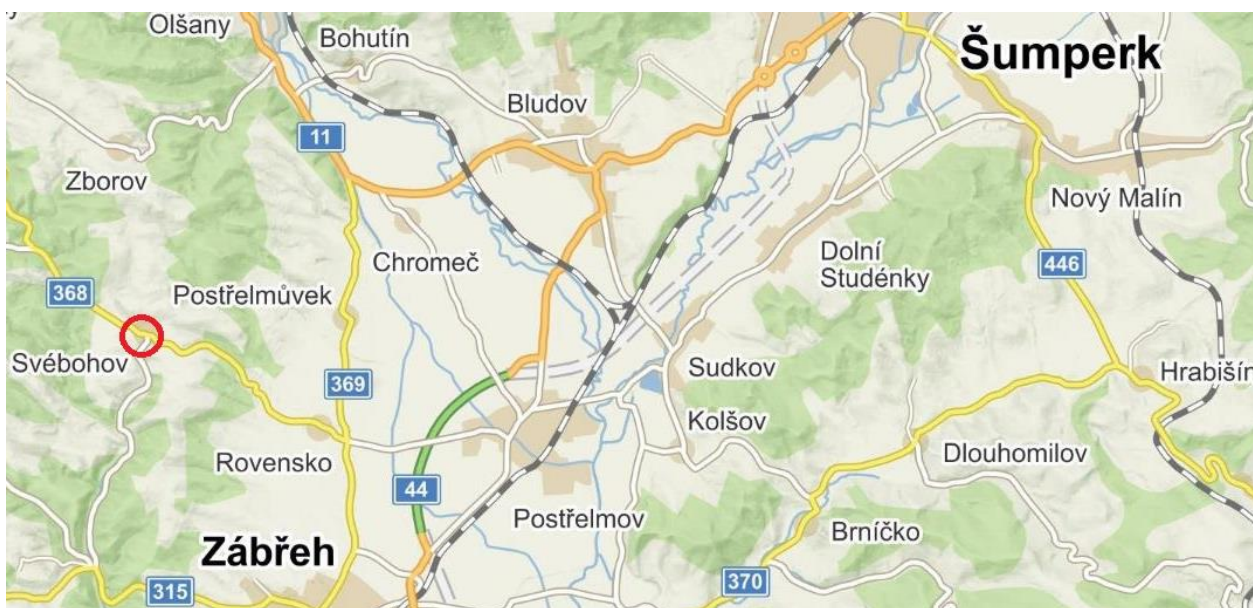 Olšany
Bohutín
Šumperk
Bludov
11
Zborov
Nový Malín
Chromeč
Dolní
Studénky
446
368
Postřelmůvek
Svébohov
369
Sudkov
Hrabišín
Kolšov
Rovensko
Dlouhomilov
44
Postřelmov
Brníčko
Zábřeh
315
370